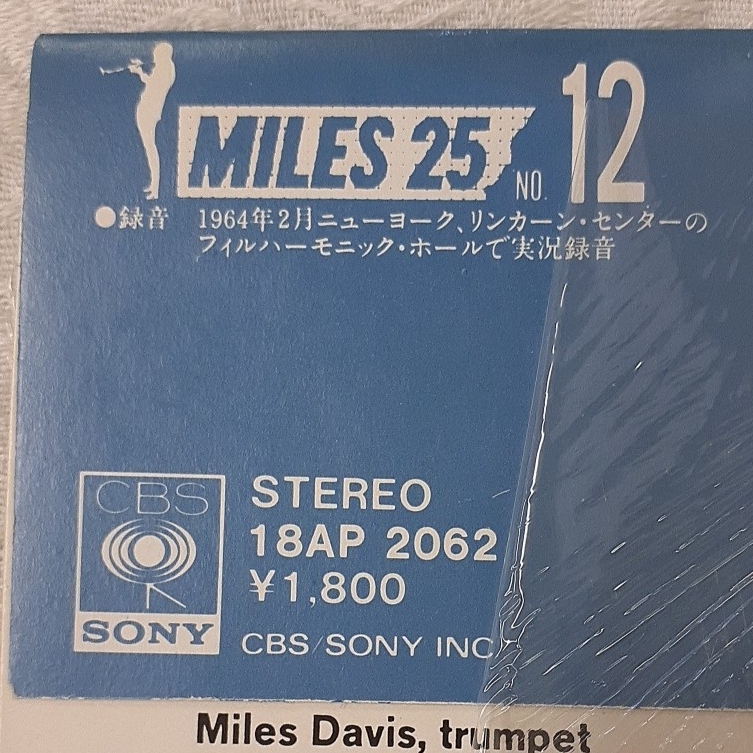 MILES 25 NO. 12
●録音 1964年2月ニューヨーク、リンカーン・センターの
フィルハーモニック・ホールで実況録音
CBS
SONY
STEREO
18AP 2062
¥1,800
CBS/SONY INC.
Miles Davis, trumpet